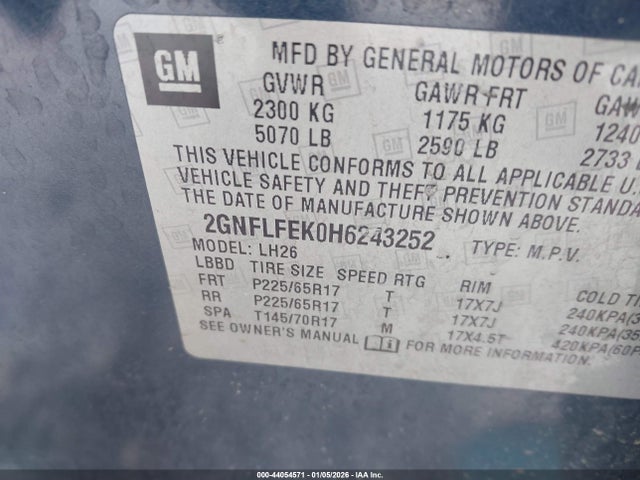 GM
MFD BY GENERAL MOTORS OF CA
GVWR GAWR FRT GAW
2300 KG 1175 KG 1240
5070 LB 2590 LB 2733
THIS VEHICLE CONFORMS TO ALL APPLICABLE U
VEHICLE SAFETY AND THEFT PREVENTION STANDA
THE DATE OF MANUFACTURE SHOWN ABOVE.
2GNFLFEK0H6243252 TYPE: M.P.V.
MODEL: LH26
LBBD TIRE SIZE SPEED RTG RIM COLD T
FRT P225/65R17 T 17X7J 240KPA(3
RR P225/65R17 T 17X7J 240KPA(35
SPA T145/70R17 M 17X4.5T 420KPA(60P
SEE OWNER'S MANUAL FOR MORE INFORMATION.
000-44054571 - 01/05/2026 - IAA Inc.